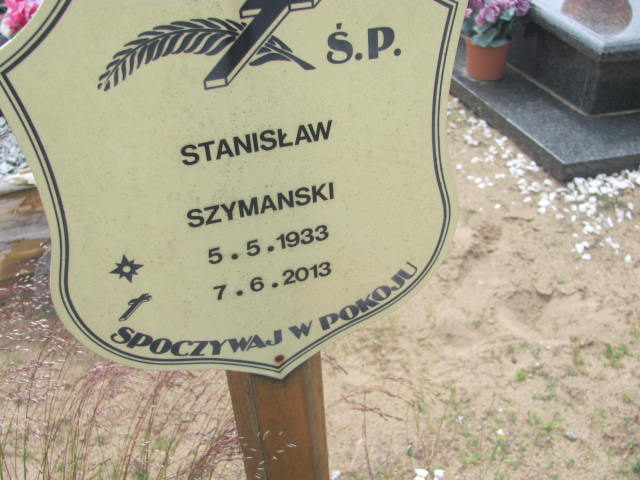 Ś.P.
STANISŁAW
SZYMANSKI
5.5.1933
7.6.2013
SPOCZYWAJ W POKOJU